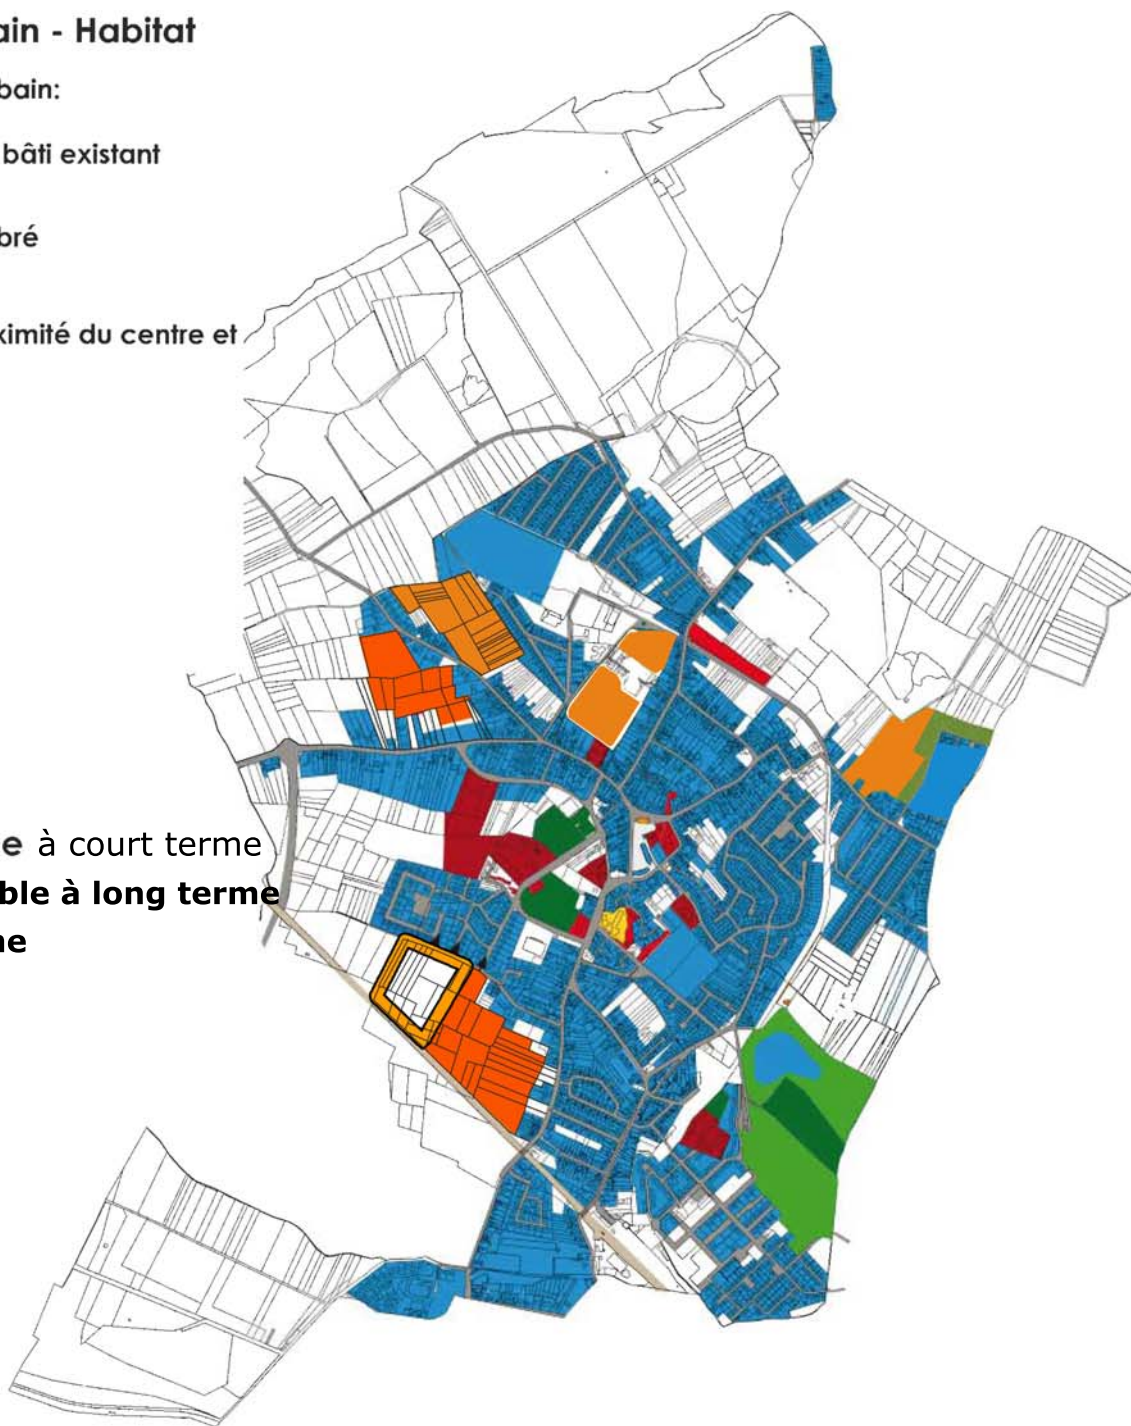 ain - Habitat
bain:
bâti existant
bré
ximité du centre et
e à court terme
ble à long terme
ne